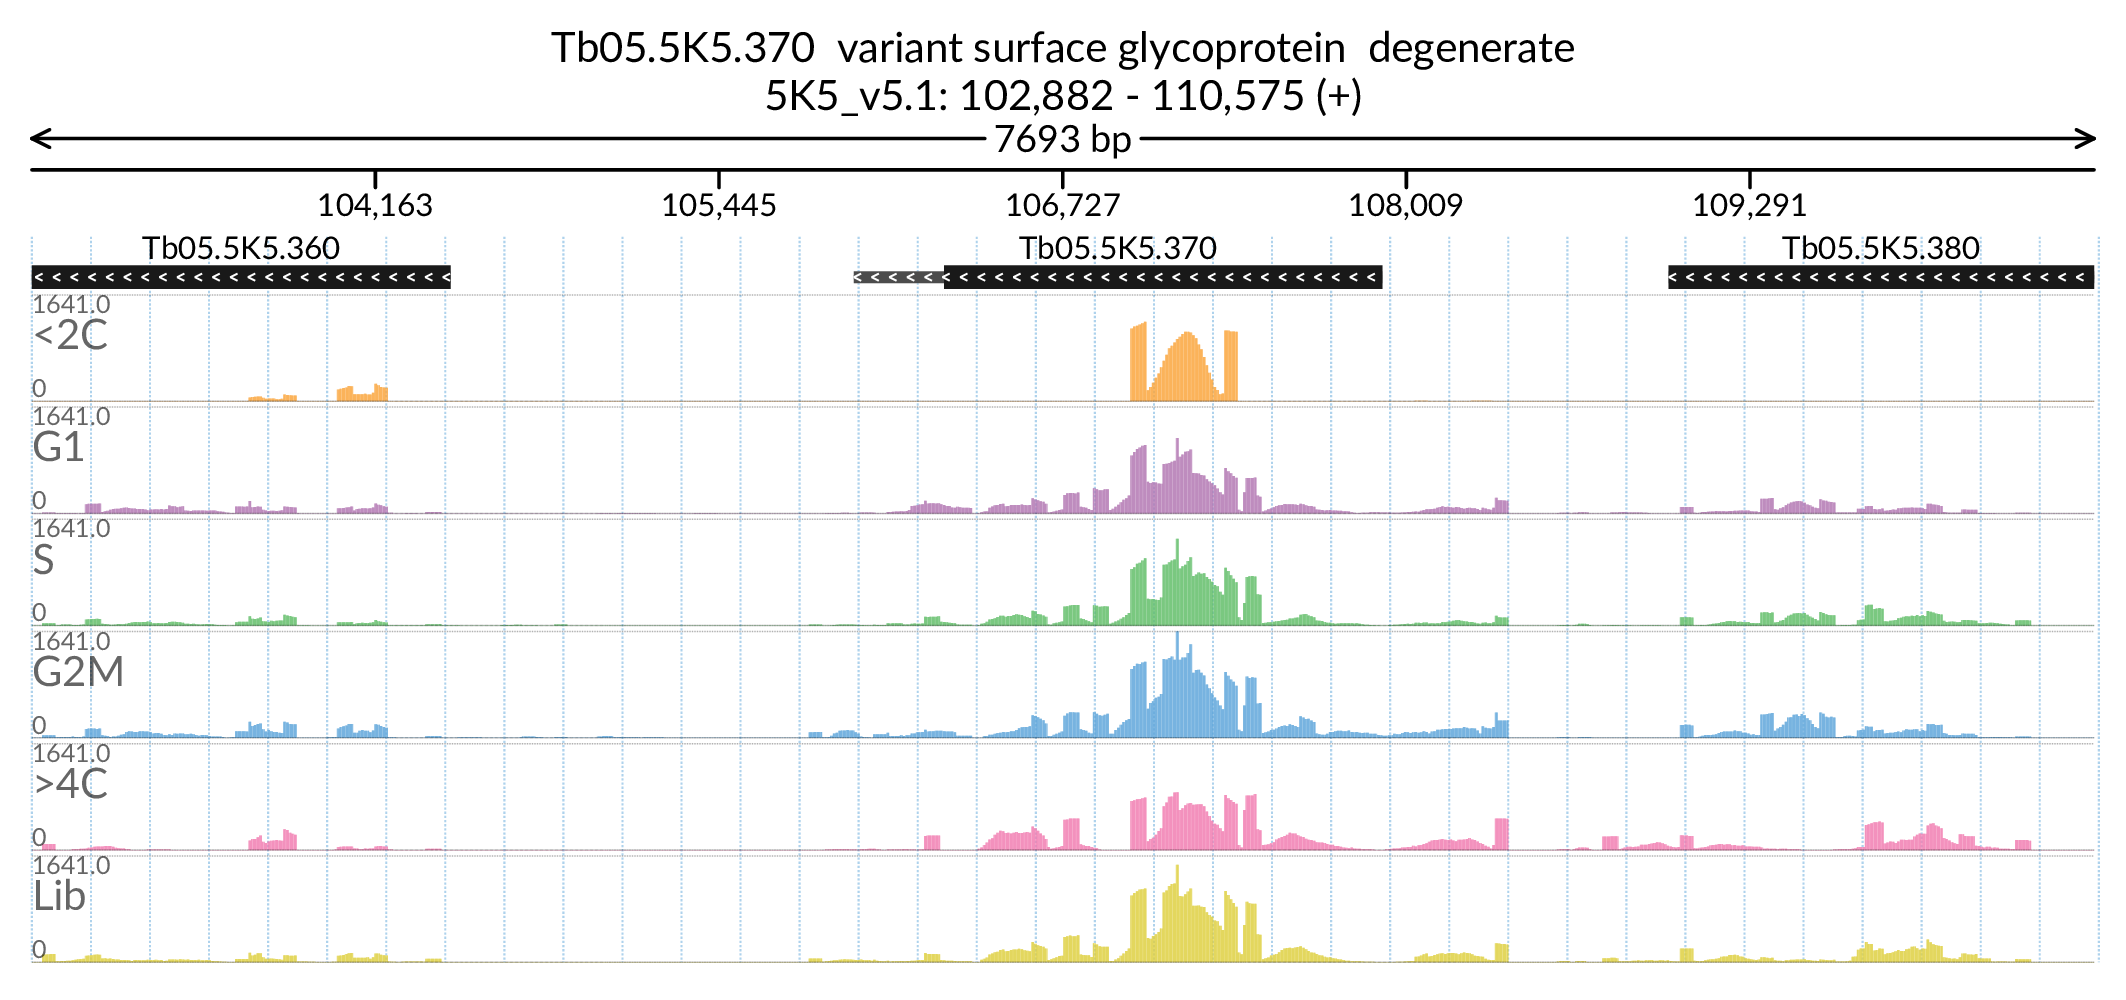 Tb05.5K5.370 variant surface glycoprotein degenerate
5K5_v5.1: 102,882 - 110,575 (+)
7693 bp
104,163 105,445 106,727 108,009 109,291
Tb05.5K5.360 Tb05.5K5.370 Tb05.5K5.380
1641.0
<2C
0
1641.0
G1
0
1641.0
S
0
1641.0
G2M
0
1641.0
>4C
0
1641.0
Lib
0